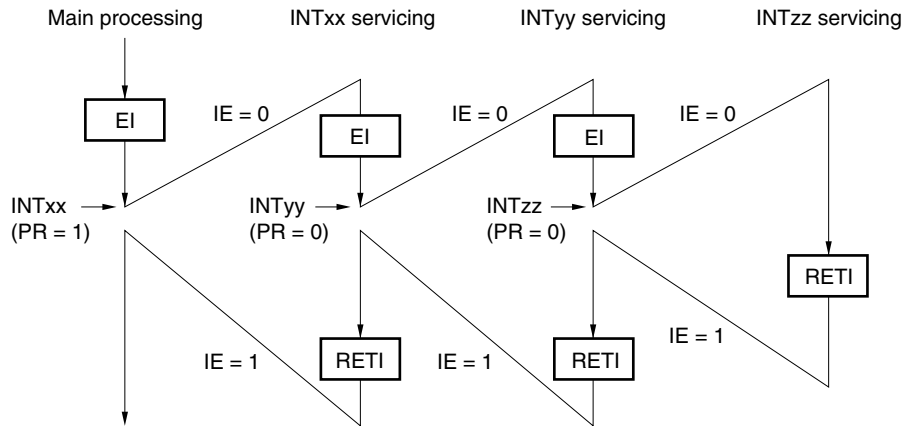 Main processing
INTxx servicing
INTyy servicing
INTzz servicing
EI
IE = 0
EI
IE = 0
EI
IE = 0
INTxx
(PR = 1)
INTyy
(PR = 0)
INTzz
(PR = 0)
RETI
IE = 1
RETI
IE = 1
RETI
IE = 1